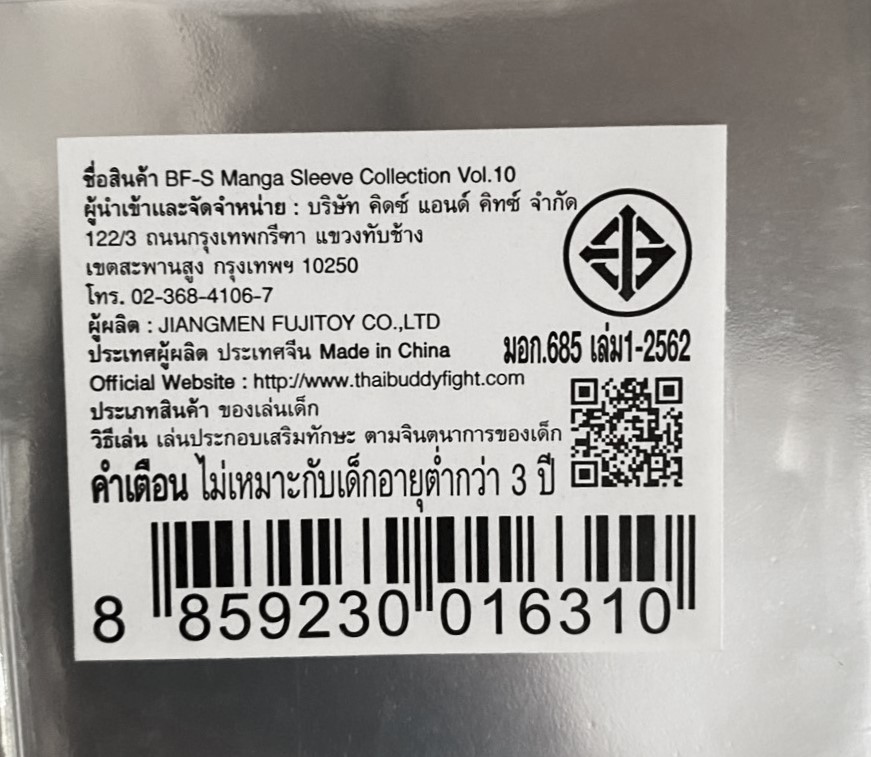 ชื่อสินค้า BF-S Manga Sleeve Collection Vol.10
ผู้นำเข้าและจัดจำหน่าย : บริษัท คิดซ์ แอนด์ คิทซ์ จำกัด
122/3 ถนนกรุงเทพกรีฑา แขวงทับช้าง
เขตสะพานสูง กรุงเทพฯ 10250
โทร. 02-368-4106-7
ผู้ผลิต : JIANGMEN FUJITOY CO.,LTD
ประเทศผู้ผลิต ประเทศจีน Made in China
มอก.685 เล่ม1-2562
Official Website : http://www.thaibuddyfight.com
ประเภทสินค้า ของเล่นเด็ก
วิธีเล่น เล่นประกอบเสริมทักษะ ตามจินตนาการของเด็ก
คำเตือน ไม่เหมาะกับเด็กอายุต่ำกว่า 3 ปี
8 859230 016310